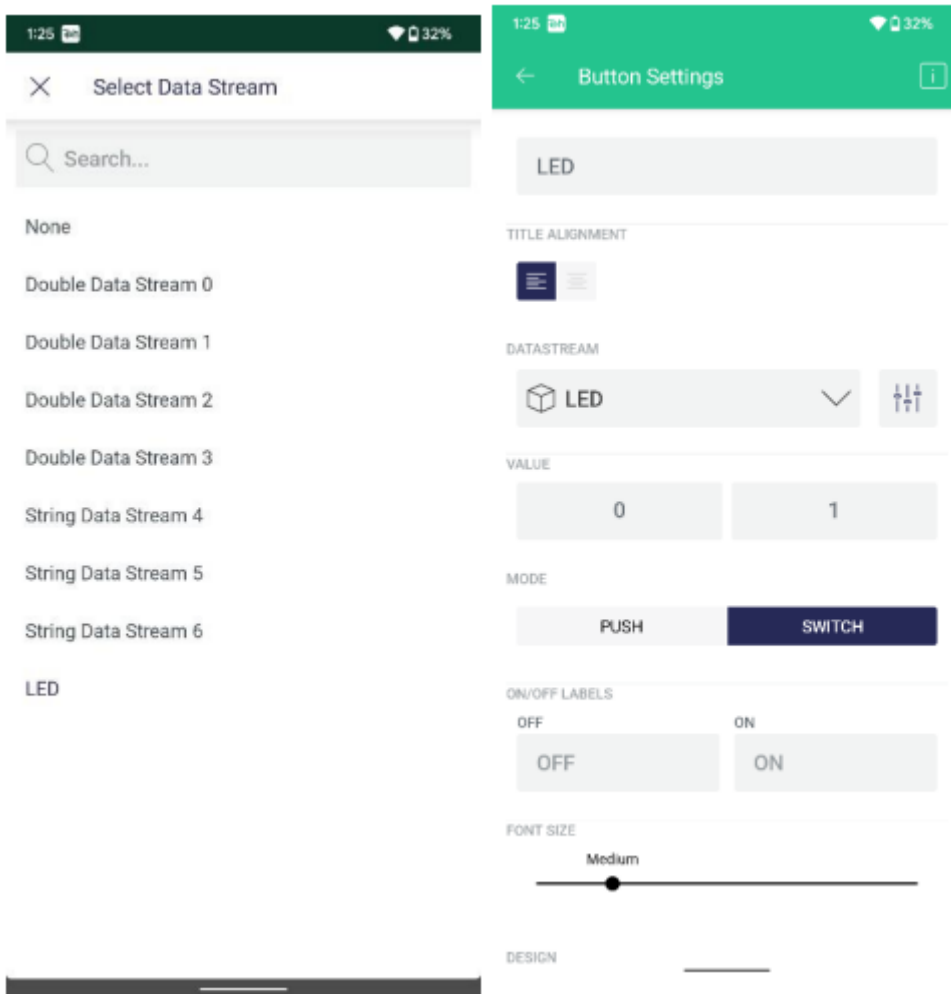 1:25
32%
Select Data Stream
Search...
None
Double Data Stream 0
Double Data Stream 1
Double Data Stream 2
Double Data Stream 3
String Data Stream 4
String Data Stream 5
String Data Stream 6
LED
1:25
32%
Button Settings
LED
TITLE ALIGNMENT
DATASTREAM
LED
VALUE
0 1
MODE
PUSH SWITCH
ON/OFF LABELS
OFF ON
OFF ON
FONT SIZE
Medium
DESIGN